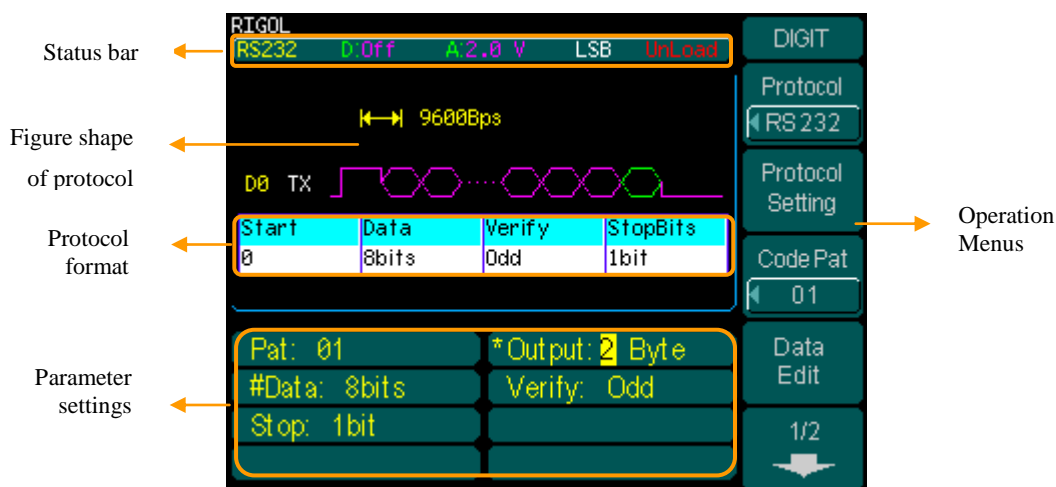 RIGOL
RS232 D:Off A:2.0 V LSB UnLoad
Status bar
9600Bps
Figure shape
of protocol
D0 TX
Start Data Verify StopBits
0 8bits Odd 1bit
Protocol
format
Pat: 01 *Output: 2 Byte
#Data: 8bits Verify: Odd
Stop: 1bit
Parameter
settings
DIGIT
Protocol
RS232
Protocol
Setting
Code Pat
01
Data
Edit
1/2
Operation
Menus